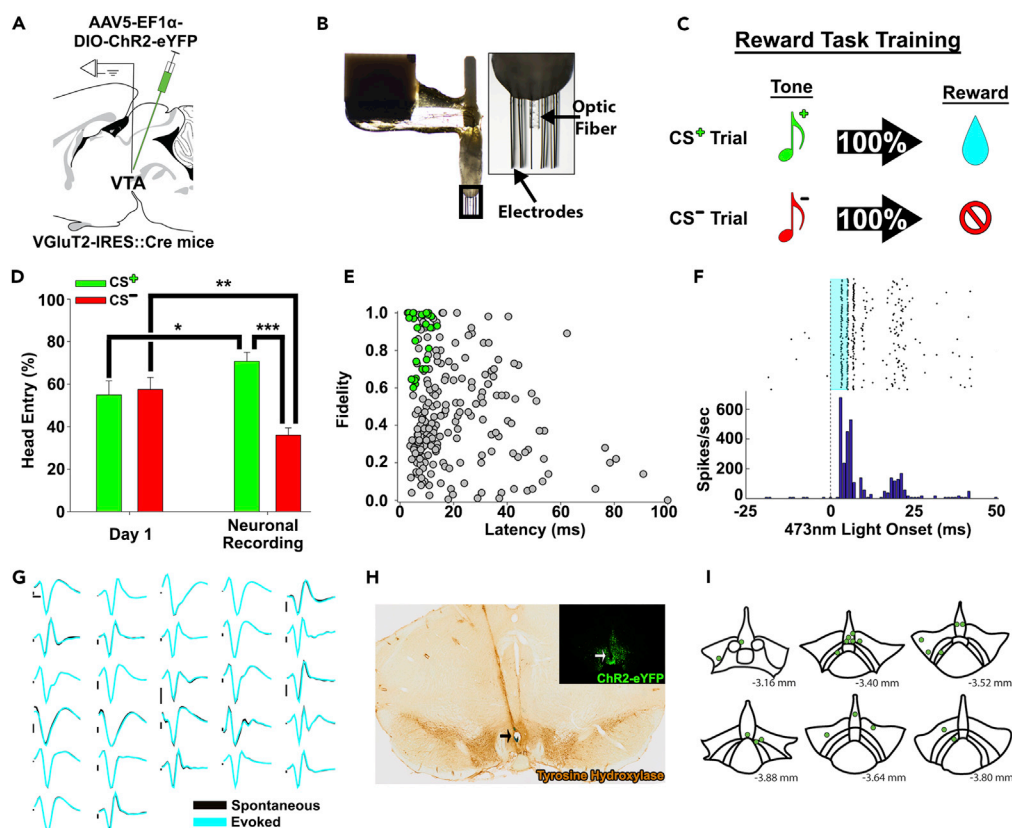 A
AAV5-EF1α-
DIO-ChR2-eYFP
VTA
VGluT2-IRES::Cre mice
B
Optic
Fiber
Electrodes
C
Reward Task Training
Tone
Reward
CS+ Trial
+
100%
CS− Trial
−
100%
D
CS+
CS−
**
*
***
Head Entry (%)
100
80
60
40
20
0
Day 1
Neuronal
Recording
E
Fidelity
1.0
0.8
0.6
0.4
0.2
0.0
0
20
40
60
80
100
Latency (ms)
F
Spikes/sec
600
400
200
0
-25
0
25
50
473nm Light Onset (ms)
G
Spontaneous
Evoked
H
ChR2-eYFP
Tyrosine Hydroxylase
I
-3.16 mm
-3.40 mm
-3.52 mm
-3.88 mm
-3.64 mm
-3.80 mm